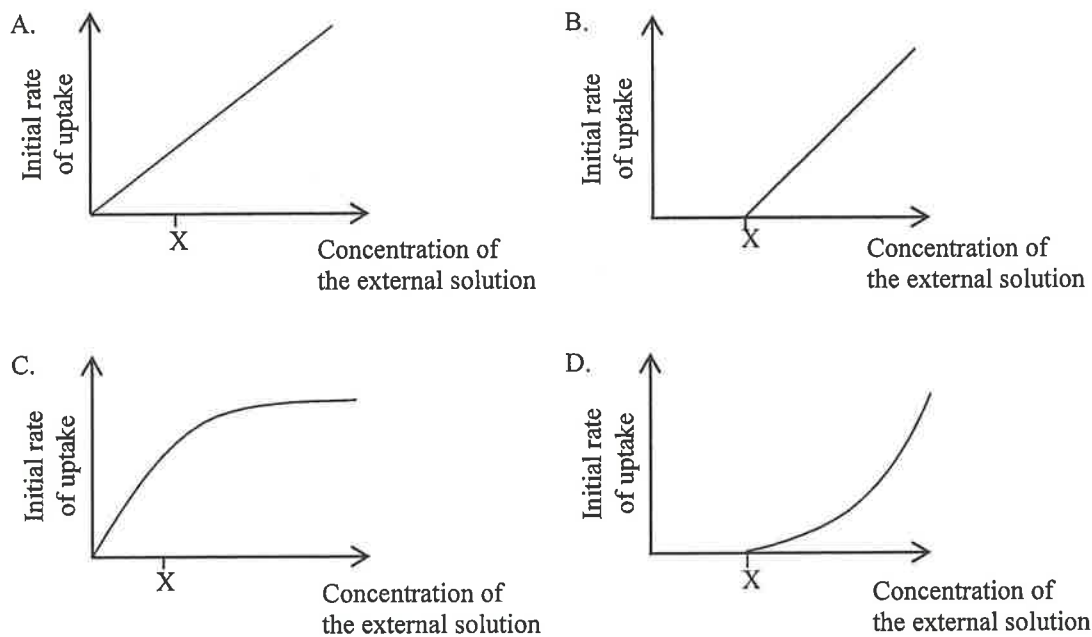 A.
Initial rate
of uptake
X
Concentration of
the external solution
B.
Initial rate
of uptake
X
Concentration of
the external solution
C.
Initial rate
of uptake
X
Concentration of
the external solution
D.
Initial rate
of uptake
X
Concentration of
the external solution